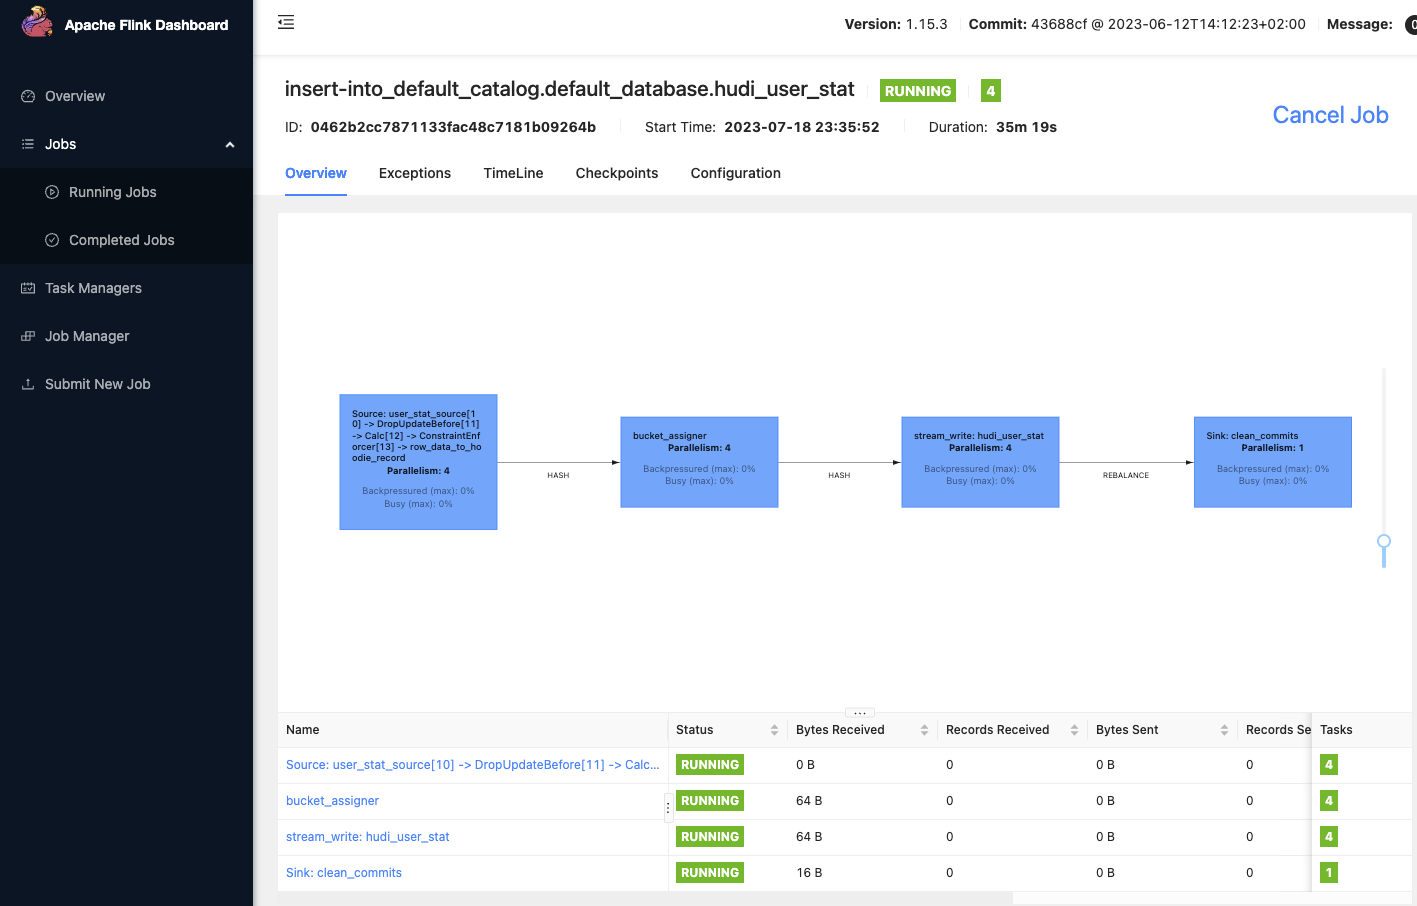 Apache Flink Dashboard
Version: 1.15.3 Commit: 43688cf @ 2023-06-12T14:12:23+02:00 Message: 0
Overview
Jobs
Running Jobs
Completed Jobs
Task Managers
Job Manager
Submit New Job
insert-into_default_catalog.default_database.hudi_user_stat RUNNING 4
ID: 0462b2cc7871133fac48c7181b09264b Start Time: 2023-07-18 23:35:52 Duration: 35m 19s
Cancel Job
Overview Exceptions TimeLine Checkpoints Configuration
Source: user_stat_source[1
0] -> DropUpdateBefore[11]
-> Calc[12] -> ConstraintEnf
orcer[13] -> row_data_to_ho
odie_record
Parallelism: 4
Backpressured (max): 0%
Busy (max): 0%
HASH
bucket_assigner
Parallelism: 4
Backpressured (max): 0%
Busy (max): 0%
HASH
stream_write: hudi_user_stat
Parallelism: 4
Backpressured (max): 0%
Busy (max): 0%
REBALANCE
Sink: clean_commits
Parallelism: 1
Backpressured (max): 0%
Busy (max): 0%
Name Status Bytes Received Records Received Bytes Sent Records Se Tasks
Source: user_stat_source[10] -> DropUpdateBefore[11] -> Calc... RUNNING 0 B 0 0 B 0 4
bucket_assigner RUNNING 64 B 0 0 B 0 4
stream_write: hudi_user_stat RUNNING 64 B 0 0 B 0 4
Sink: clean_commits RUNNING 16 B 0 0 B 0 1